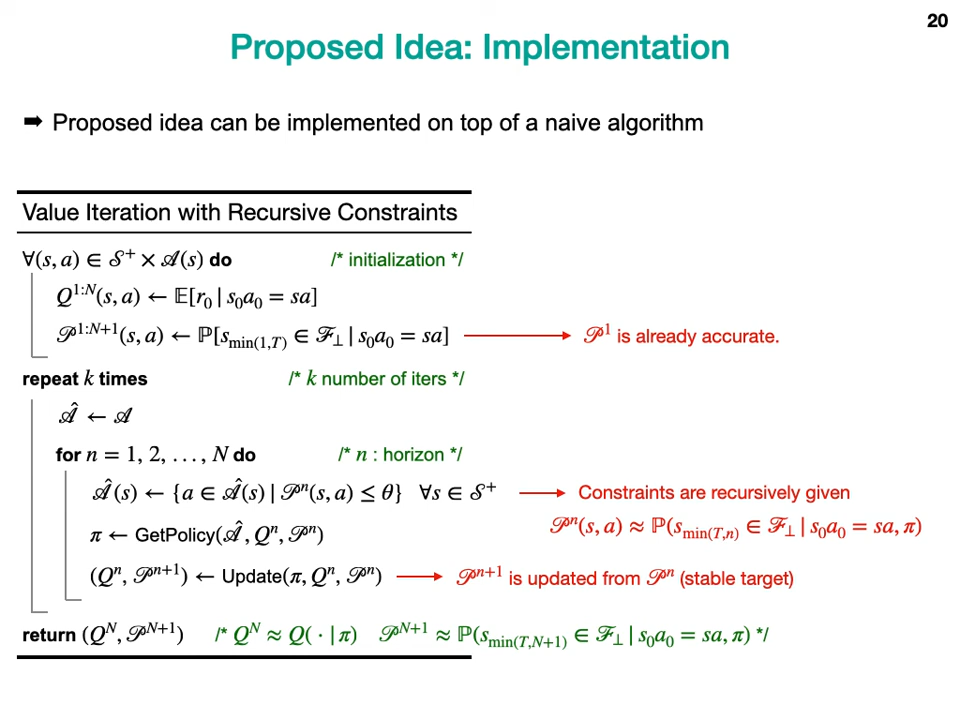 20
Proposed Idea: Implementation
➡ Proposed idea can be implemented on top of a naive algorithm
Value Iteration with Recursive Constraints
∀(s, a) ∈ 𝒮⁺ × 𝒜(s) do /* initialization */
Q^{1:N}(s, a) ← 𝔼[r₀ | s₀a₀ = sa]
𝒫^{1:N+1}(s, a) ← ℙ[s_{min(1,T)} ∈ ℱ_⊥ | s₀a₀ = sa] → 𝒫¹ is already accurate.
repeat k times /* k number of iters */
𝒜̂ ← 𝒜
for n = 1, 2, . . . , N do /* n : horizon */
𝒜̂(s) ← {a ∈ 𝒜̂(s) | 𝒫ⁿ(s, a) ≤ θ} ∀s ∈ 𝒮⁺ → Constraints are recursively given
𝒫ⁿ(s, a) ≈ ℙ(s_{min(T,n)} ∈ ℱ_⊥ | s₀a₀ = sa, π)
π ← GetPolicy(𝒜̂, Qⁿ, 𝒫ⁿ)
(Qⁿ, 𝒫ⁿ⁺¹) ← Update(π, Qⁿ, 𝒫ⁿ) → 𝒫ⁿ⁺¹ is updated from 𝒫ⁿ (stable target)
return (Q^N, 𝒫^{N+1}) /* Q^N ≈ Q( · | π) 𝒫^{N+1} ≈ ℙ(s_{min(T,N+1)} ∈ ℱ_⊥ | s₀a₀ = sa, π) */